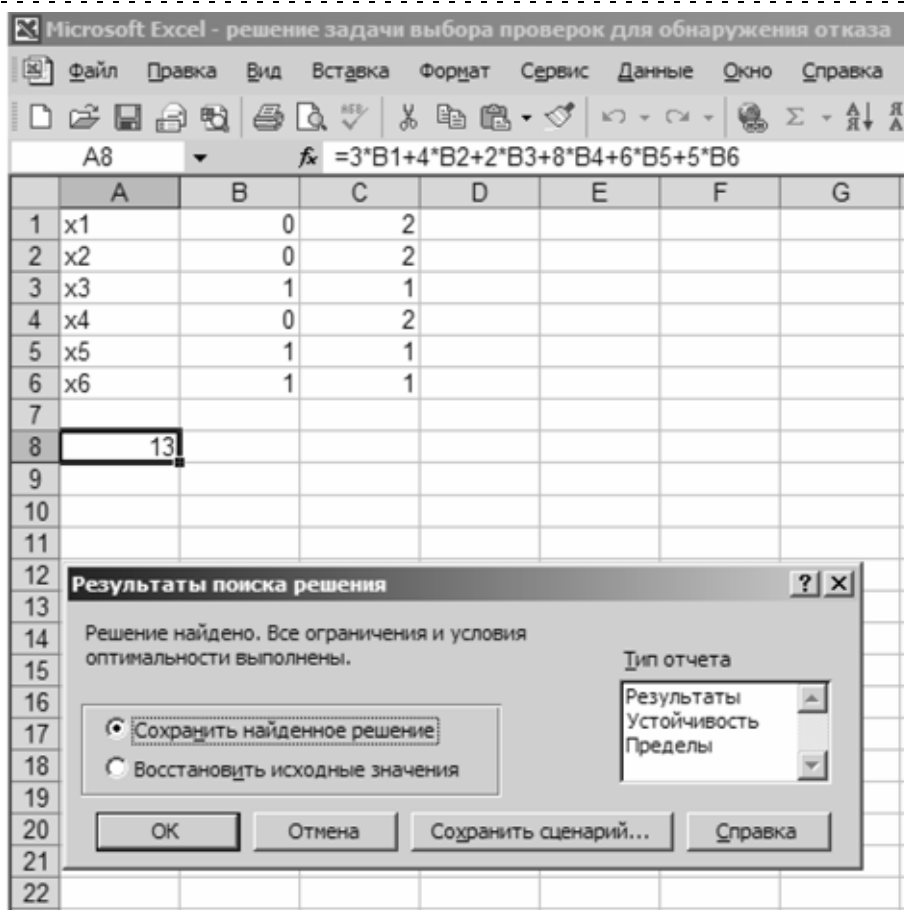 Microsoft Excel - решение задачи выбора проверок для обнаружения отказа
Файл Правка Вид Вставка Формат Сервис Данные Окно Справка
A8 fx =3*B1+4*B2+2*B3+8*B4+6*B5+5*B6
A B C D E F G
1 x1 0 2
2 x2 0 2
3 x3 1 1
4 x4 0 2
5 x5 1 1
6 x6 1 1
7
8 13
9
10
11
12 Результаты поиска решения
13
14 Решение найдено. Все ограничения и условия
15 оптимальности выполнены. Тип отчета
16 Результаты
17 Сохранить найденное решение Устойчивость
Пределы
18 Восстановить исходные значения
19
20 ОК Отмена Сохранить сценарий... Справка
21
22